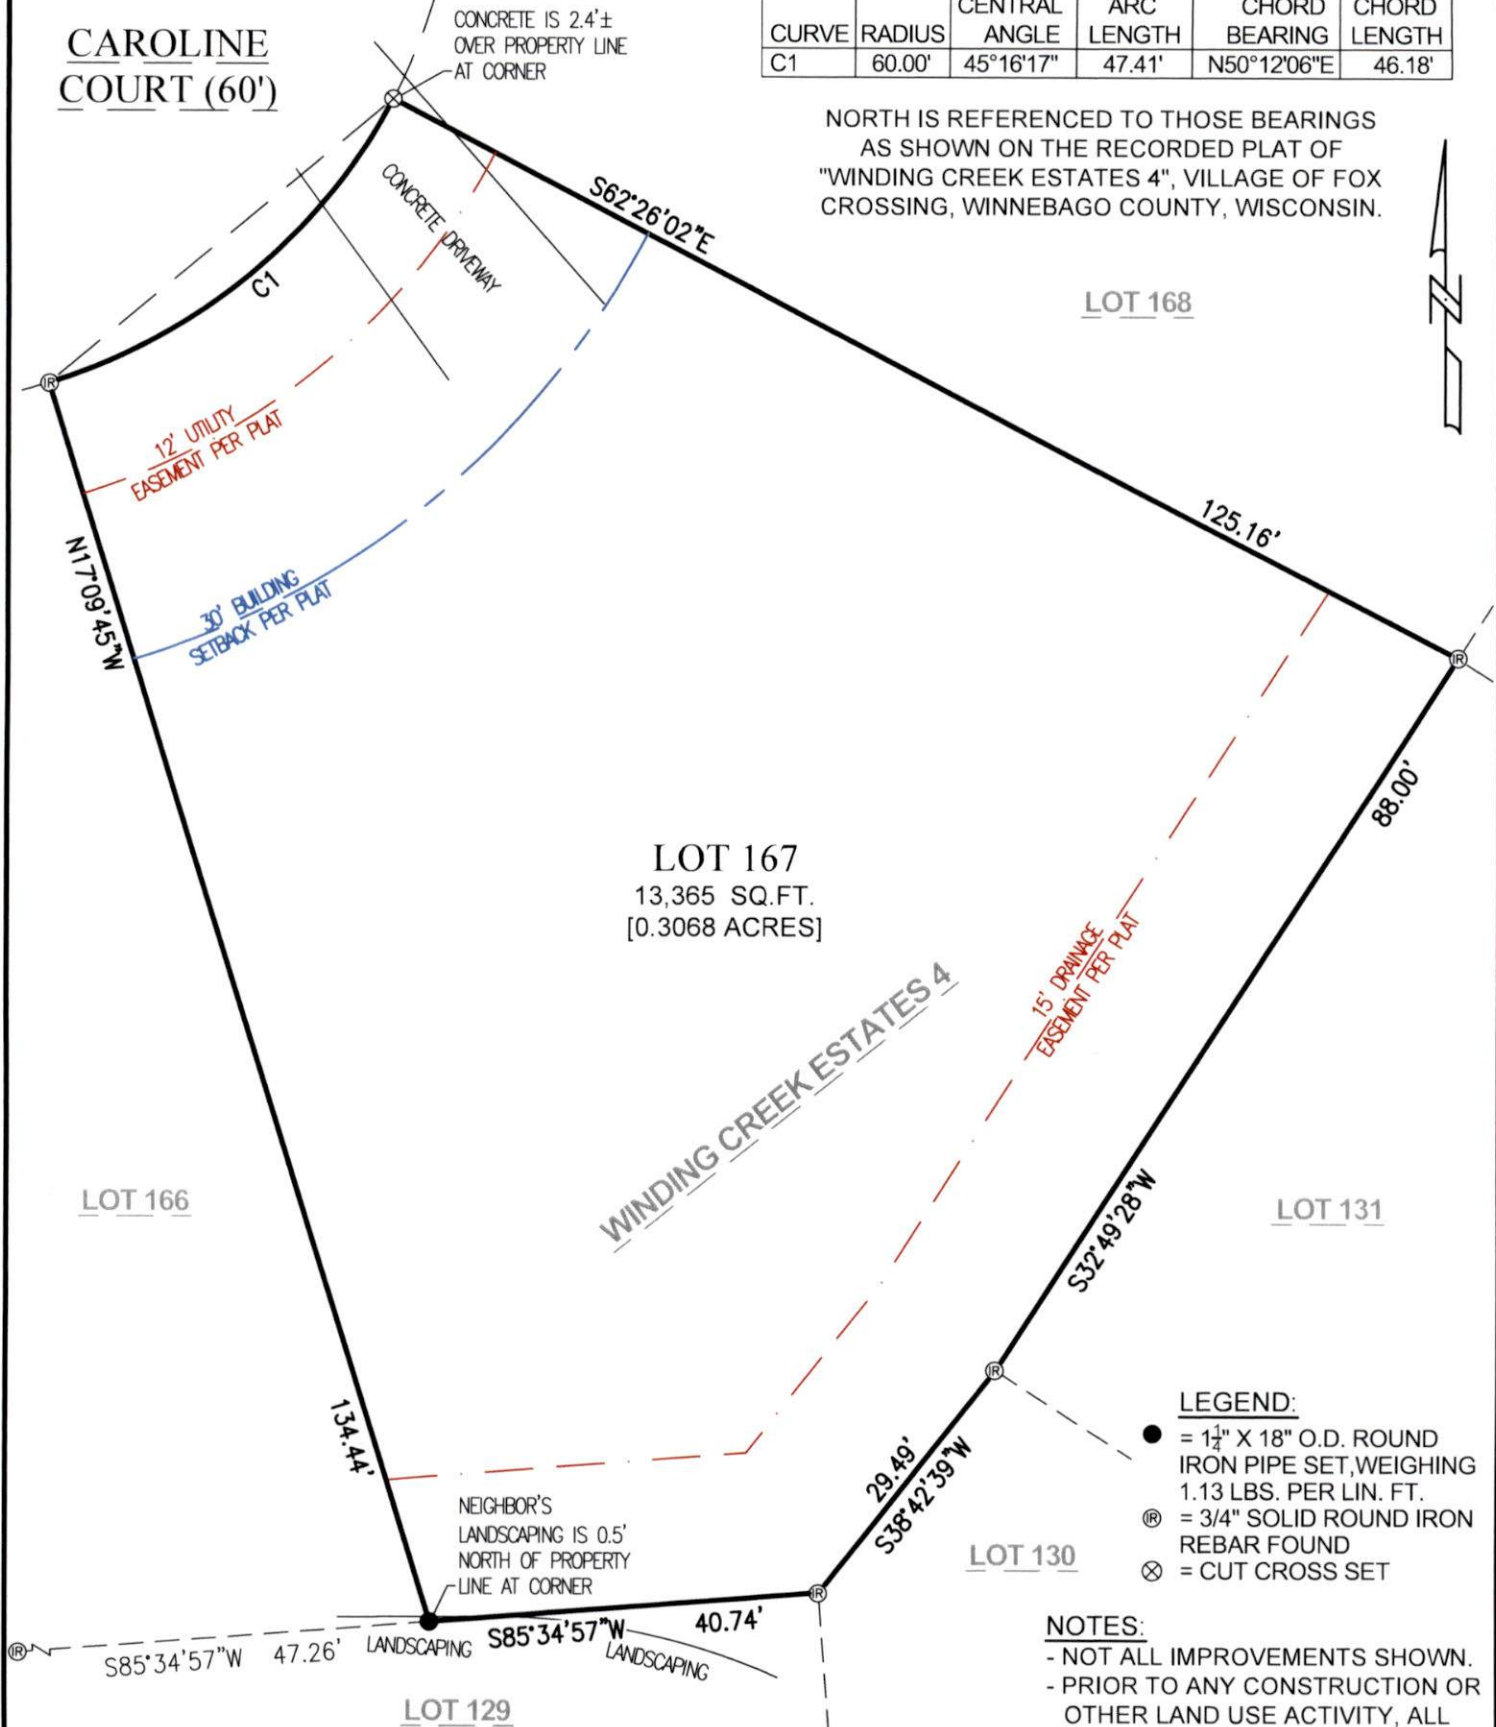 CAROLINE
COURT (60')
CONCRETE IS 2.4'±
OVER PROPERTY LINE
AT CORNER
CENTRAL ARC CHORD CHORD
CURVE RADIUS ANGLE LENGTH BEARING LENGTH
C1 60.00' 45°16'17" 47.41' N50°12'06"E 46.18'
NORTH IS REFERENCED TO THOSE BEARINGS
AS SHOWN ON THE RECORDED PLAT OF
"WINDING CREEK ESTATES 4", VILLAGE OF FOX
CROSSING, WINNEBAGO COUNTY, WISCONSIN.
N
CONCRETE DRIVEWAY
S62°26'02"E
C1
LOT 168
IR
12' UTILITY
EASEMENT PER PLAT
125.16'
N17°09'45"W
30' BUILDING
SETBACK PER PLAT
IR
88.00'
LOT 167
13,365 SQ.FT.
[0.3068 ACRES]
15' DRAINAGE
EASEMENT PER PLAT
WINDING CREEK ESTATES 4
LOT 166
LOT 131
S32°49'28"W
IR
134.44'
29.49'
S38°42'39"W
NEIGHBOR'S
LANDSCAPING IS 0.5'
NORTH OF PROPERTY
LINE AT CORNER
LOT 130
IR
LEGEND:
= 1¼" X 18" O.D. ROUND
IRON PIPE SET,WEIGHING
1.13 LBS. PER LIN. FT.
IR = 3/4" SOLID ROUND IRON
REBAR FOUND
= CUT CROSS SET
IR
S85°34'57"W 47.26'
LANDSCAPING
S85°34'57"W 40.74'
LANDSCAPING
LOT 129
NOTES:
- NOT ALL IMPROVEMENTS SHOWN.
- PRIOR TO ANY CONSTRUCTION OR
OTHER LAND USE ACTIVITY, ALL